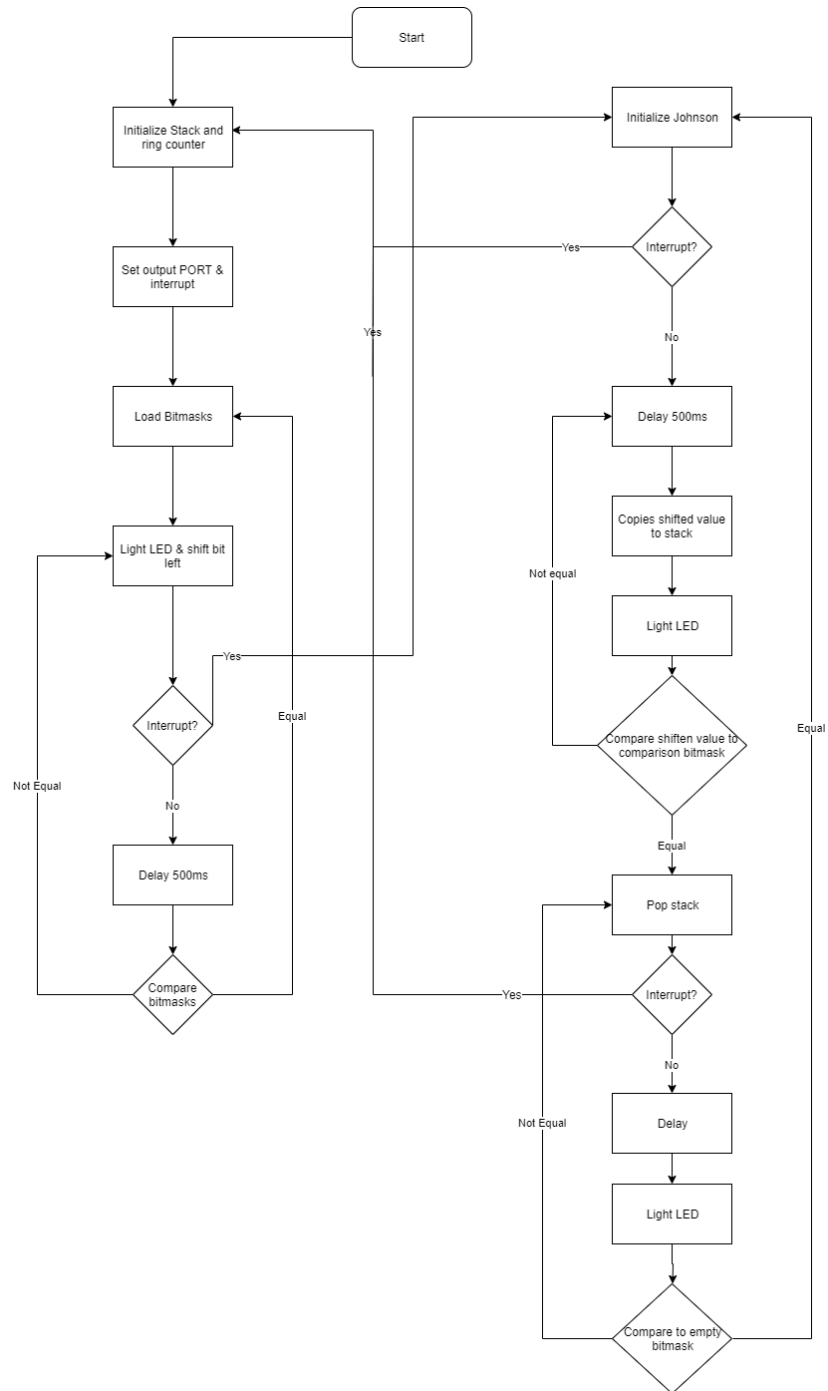 Start
Initialize Stack and
ring counter
Set output PORT &
interrupt
Load Bitmasks
Light LED & shift bit
left
Yes
Interrupt?
Equal
Not Equal
No
Delay 500ms
Compare
bitmasks
Initialize Johnson
Interrupt?
Yes
Yes
No
Delay 500ms
Copies shifted value
to stack
Not equal
Light LED
Compare shiften value to
comparison bitmask
Equal
Equal
Pop stack
Interrupt?
Yes
No
Delay
Not Equal
Light LED
Compare to empty
bitmask